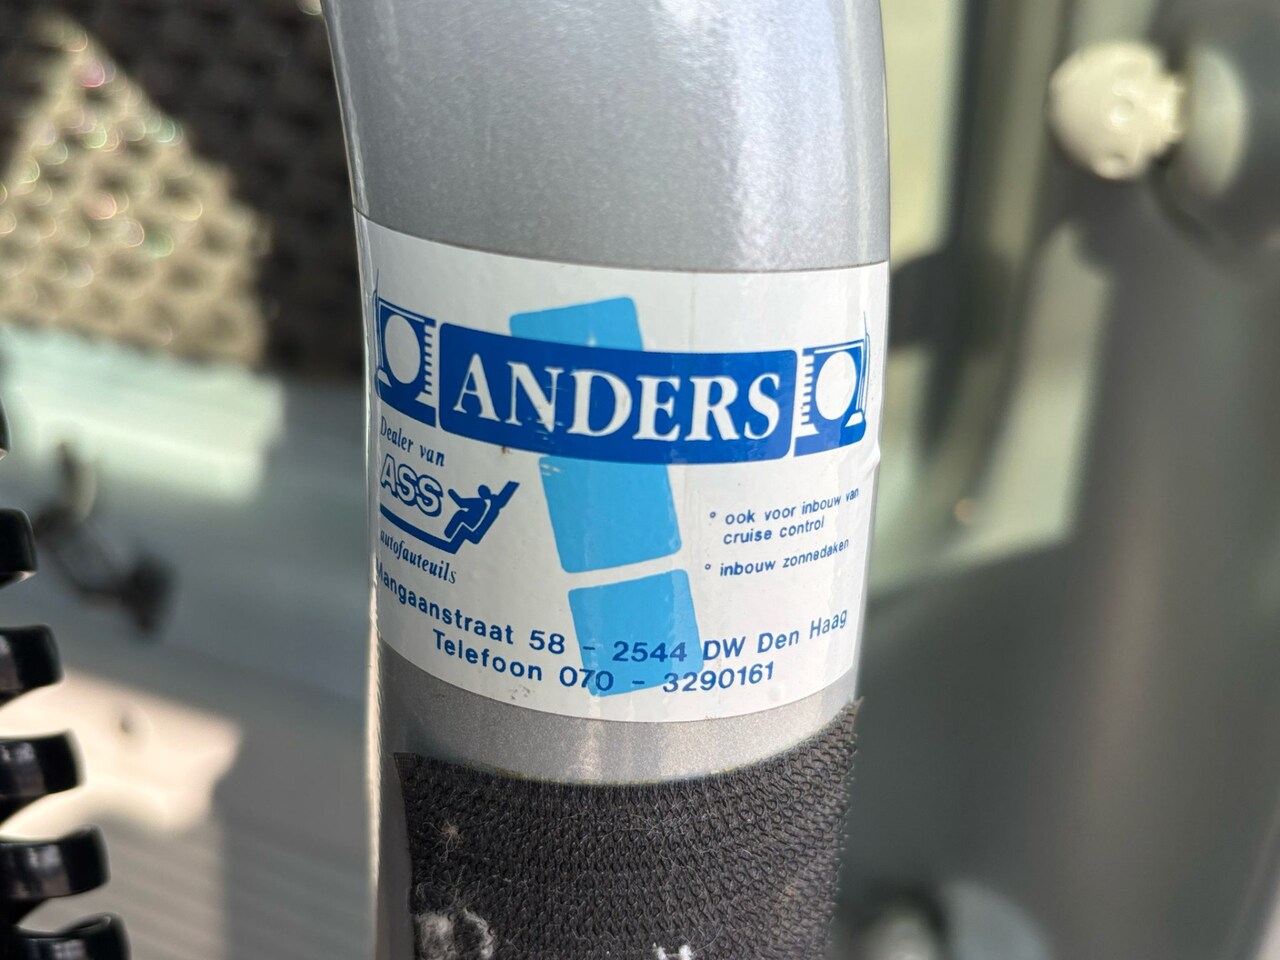 ANDERS
Dealer van
ASS
autofauteuils
° ook voor inbouw van
cruise control
° inbouw zonnedaken
Mangaanstraat 58 - 2544 DW Den Haag
Telefoon 070 - 3290161